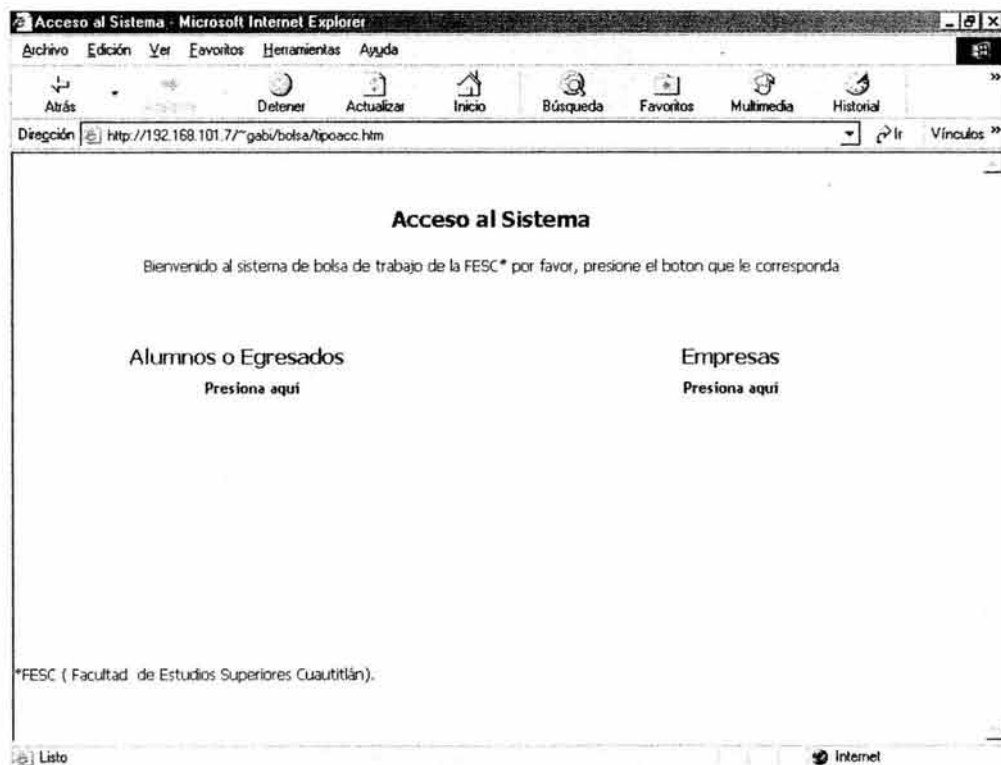 Acceso al Sistema - Microsoft Internet Explorer
Archivo Edición Ver Favoritos Herramientas Ayuda
Atrás Detener Actualizar Inicio Búsqueda Favoritos Multimedia Historial »
Dirección http://192.168.101.7/~gabi/bolsa/tipoacc.htm Ir Vínculos »
Acceso al Sistema
Bienvenido al sistema de bolsa de trabajo de la FESC* por favor, presione el boton que le corresponda
Alumnos o Egresados Empresas
Presiona aquí Presiona aquí
*FESC ( Facultad de Estudios Superiores Cuautitlán).
Listo Internet